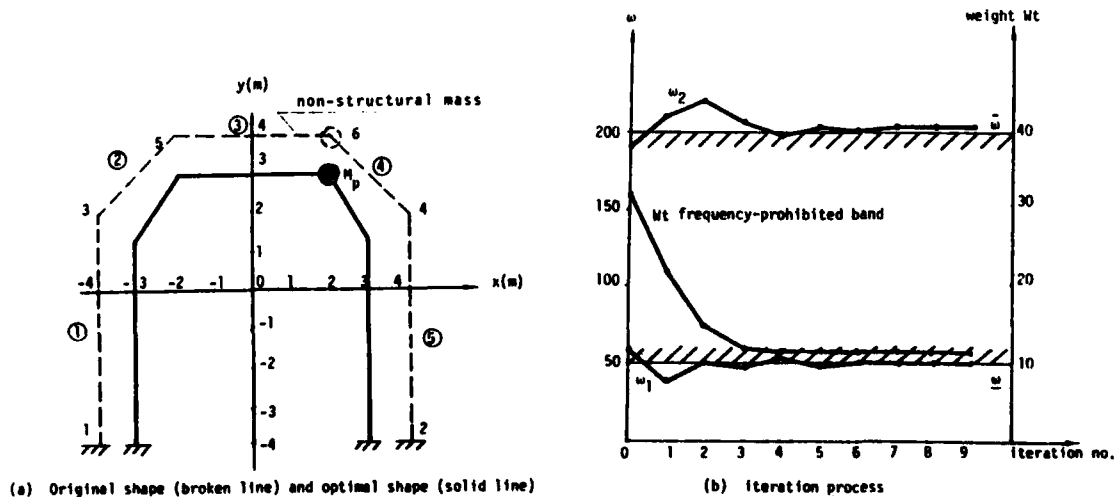 y(m)
non-structural mass
③ 4
5 6
② ④
3 3 M_p
2 4
1
-4 -3 -2 -1 0 1 2 3 4 x(m)
-1
① ⑤
-2
-3
1 2
-4
(a) Original shape (broken line) and optimal shape (solid line)
ω weight Wt
ω₂
200 ω̄ 40
150 Wt frequency-prohibited band 30
100 20
50 10
ω₁ ω̲
0 1 2 3 4 5 6 7 8 9 iteration no.
0
(b) iteration process